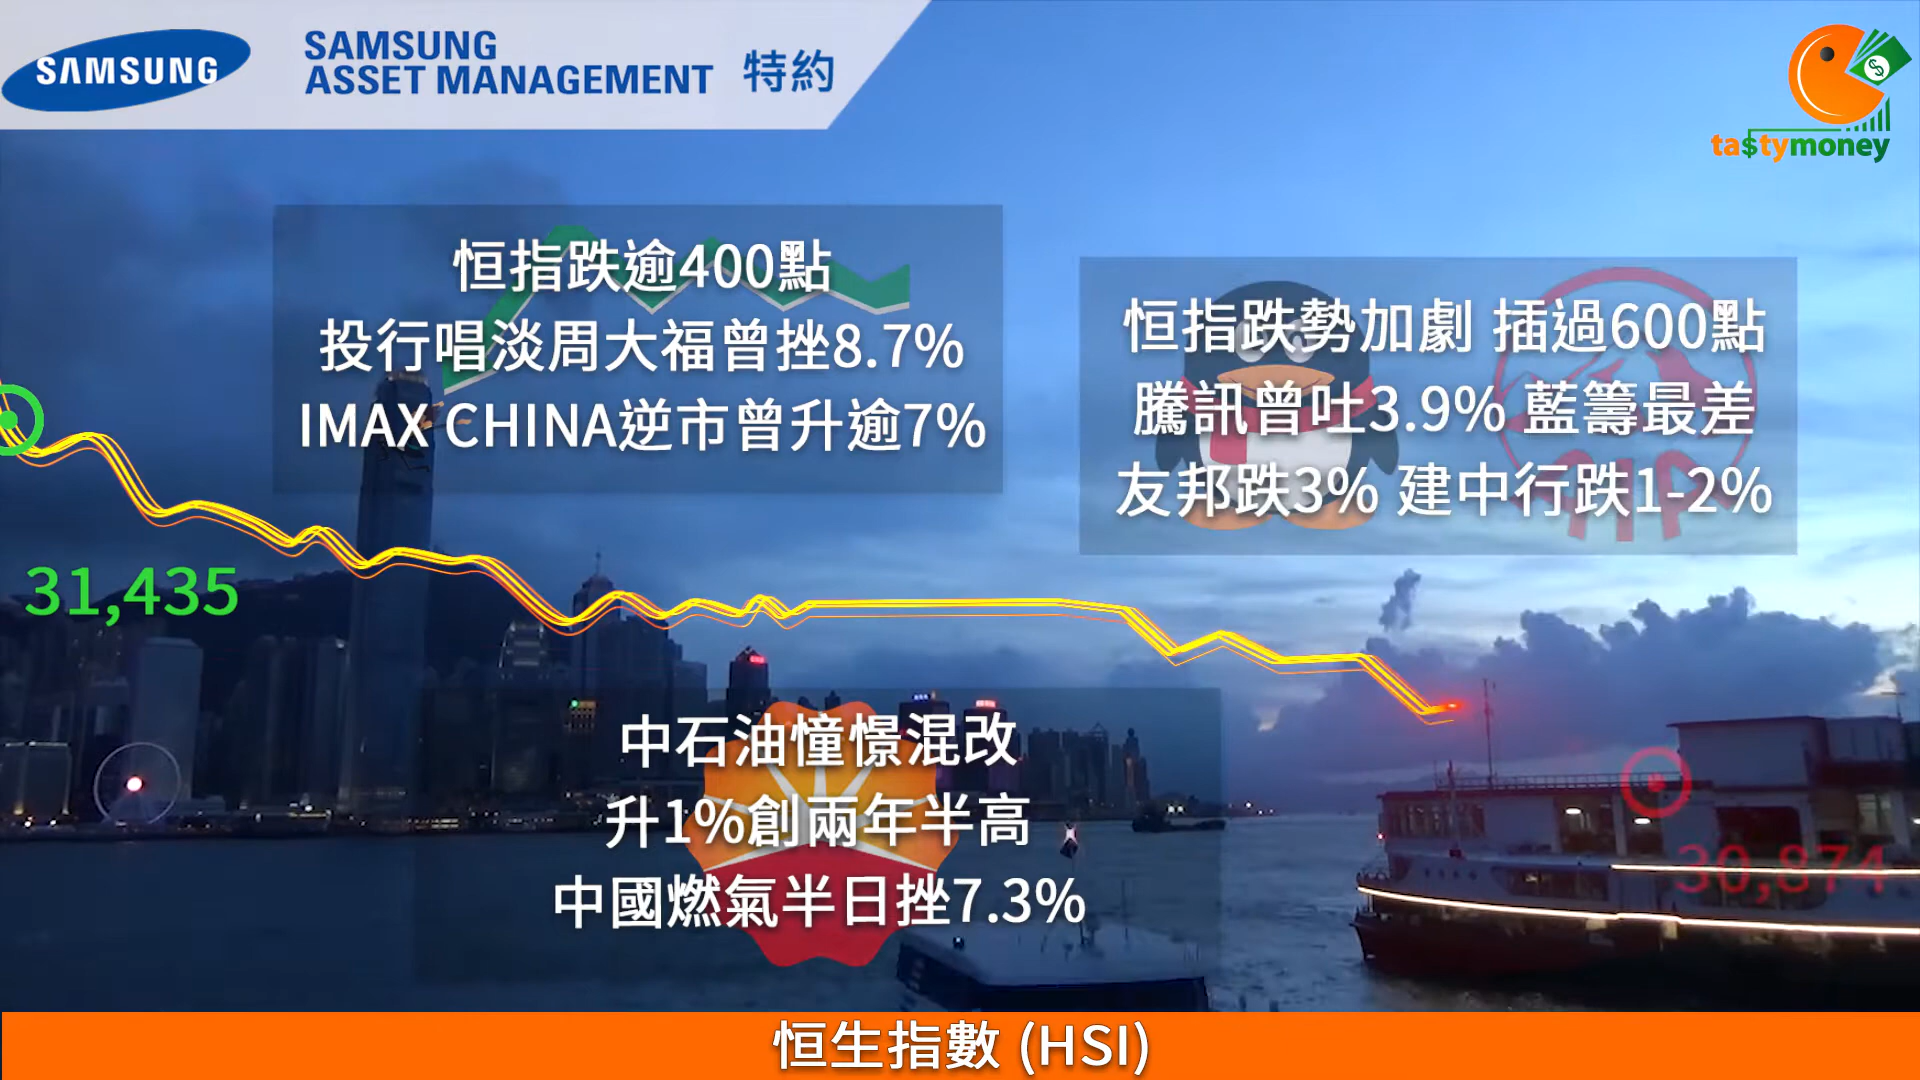 SAMSUNG
SAMSUNG
ASSET MANAGEMENT 特約
ta$tymoney
恒指跌逾400點
投行唱淡周大福曾挫8.7%
IMAX CHINA逆市曾升逾7%
恒指跌勢加劇 插過600點
騰訊曾吐3.9% 藍籌最差
友邦跌3% 建中行跌1-2%
AIA
31,435
中石油憧憬混改
升1%創兩年半高
中國燃氣半日挫7.3%
30,874
恒生指數 (HSI)